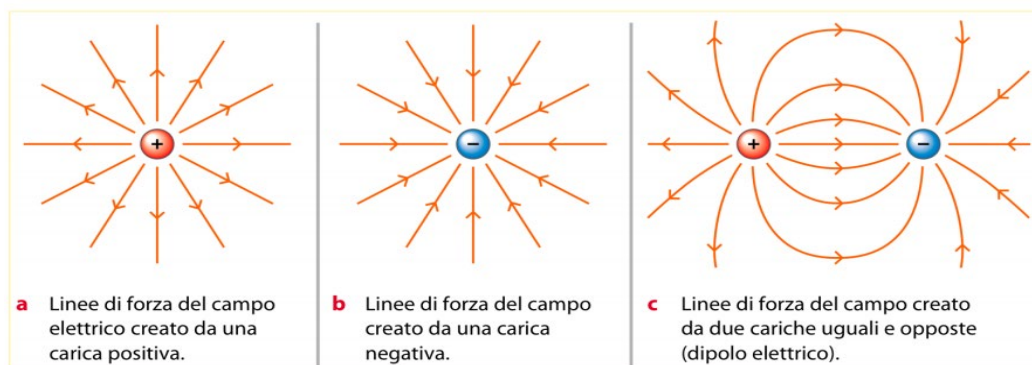 +
−
+
−
a Linee di forza del campo
elettrico creato da una
carica positiva.
b Linee di forza del campo
creato da una carica
negativa.
c Linee di forza del campo creato
da due cariche uguali e opposte
(dipolo elettrico).